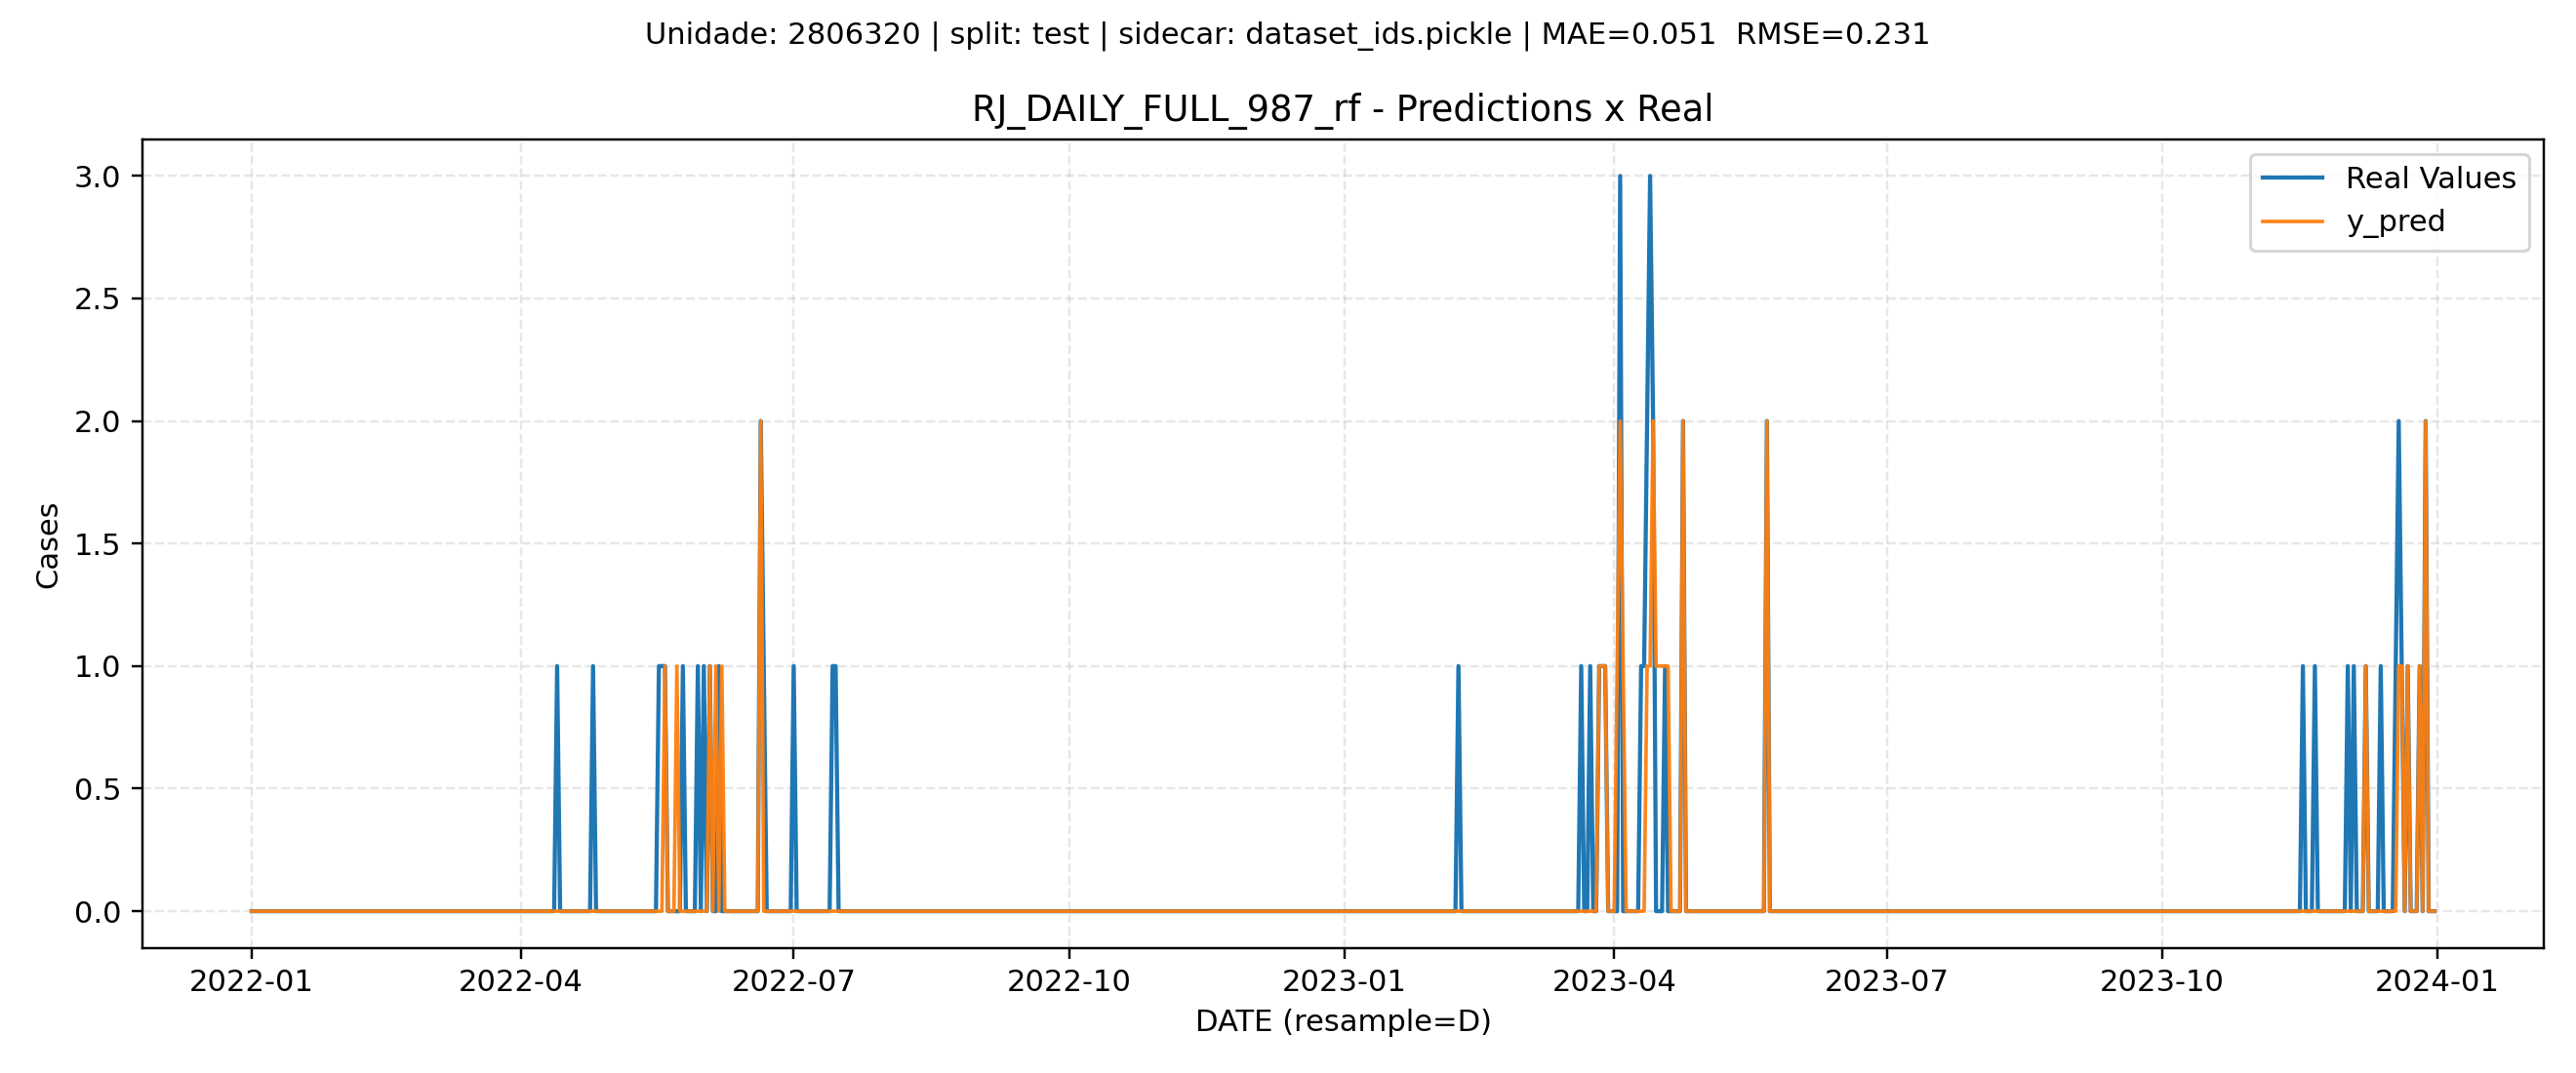 Unidade: 2806320 | split: test | sidecar: dataset_ids.pickle | MAE=0.051  RMSE=0.231
RJ_DAILY_FULL_987_rf - Predictions x Real
Real Values
y_pred
Cases
3.0
2.5
2.0
1.5
1.0
0.5
0.0
2022-01
2022-04
2022-07
2022-10
2023-01
2023-04
2023-07
2023-10
2024-01
DATE (resample=D)